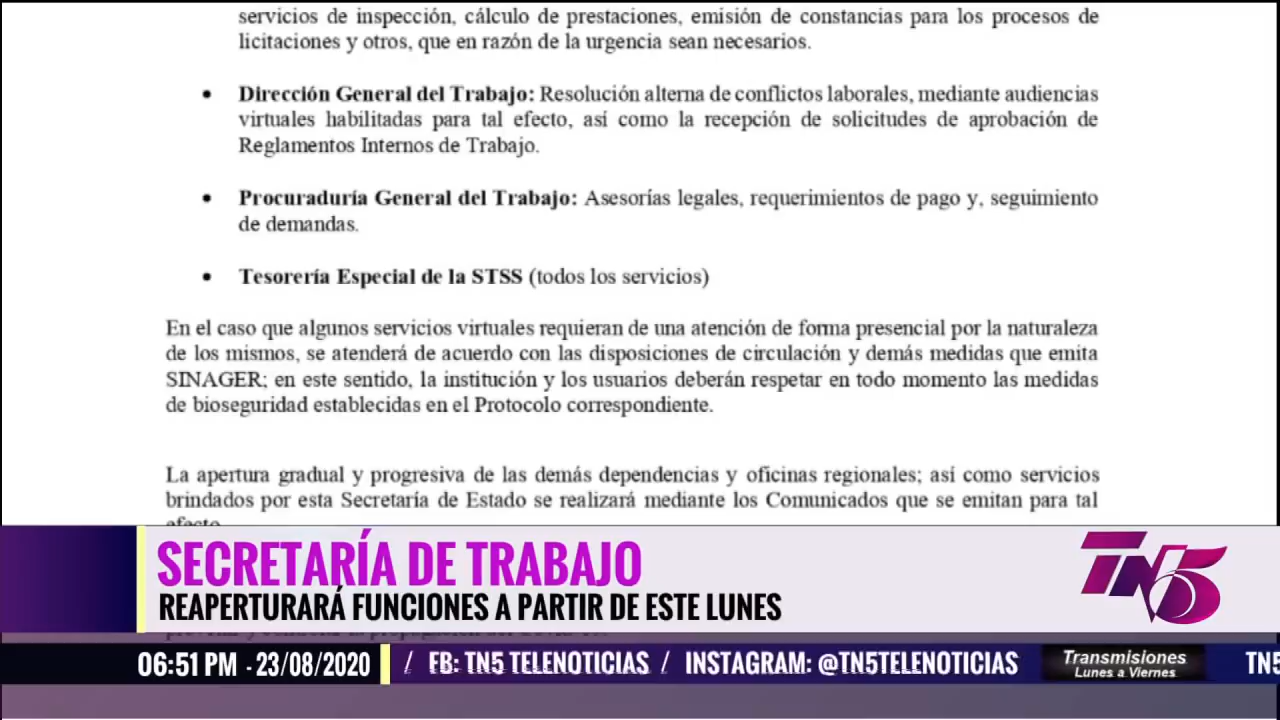 servicios de inspección, cálculo de prestaciones, emisión de constancias para los procesos de
licitaciones y otros, que en razón de la urgencia sean necesarios.
• Dirección General del Trabajo: Resolución alterna de conflictos laborales, mediante audiencias
virtuales habilitadas para tal efecto, así como la recepción de solicitudes de aprobación de
Reglamentos Internos de Trabajo.
• Procuraduría General del Trabajo: Asesorías legales, requerimientos de pago y, seguimiento
de demandas.
• Tesorería Especial de la STSS (todos los servicios)
En el caso que algunos servicios virtuales requieran de una atención de forma presencial por la naturaleza
de los mismos, se atenderá de acuerdo con las disposiciones de circulación y demás medidas que emita
SINAGER; en este sentido, la institución y los usuarios deberán respetar en todo momento las medidas
de bioseguridad establecidas en el Protocolo correspondiente.
La apertura gradual y progresiva de las demás dependencias y oficinas regionales; así como servicios
brindados por esta Secretaría de Estado se realizará mediante los Comunicados que se emitan para tal
efecto
SECRETARÍA DE TRABAJO
REAPERTURARÁ FUNCIONES A PARTIR DE ESTE LUNES
TN5
06:51 PM - 23/08/2020 / FB: TN5 TELENOTICIAS / INSTAGRAM: @TN5TELENOTICIAS
Transmisiones
Lunes a Viernes
TN5